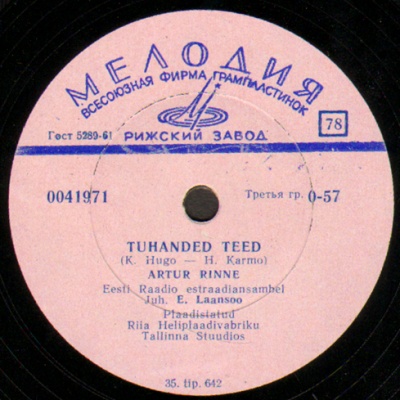 МЕЛОДИЯ
ВСЕСОЮЗНАЯ ФИРМА ГРАМПЛАСТИНОК
Гост 5289-61
РИЖСКИЙ ЗАВОД
78
0041971
Третья гр. 0-57
TUHANDED TEED
(K. Hugo — H. Karmo)
ARTUR RINNE
Eesti Raadio estraadiansambel
Juh. E. Laansoo
Plaadistatud
Riia Heliplaadivabriku
Tallinna Stuudios
35. tip. 642